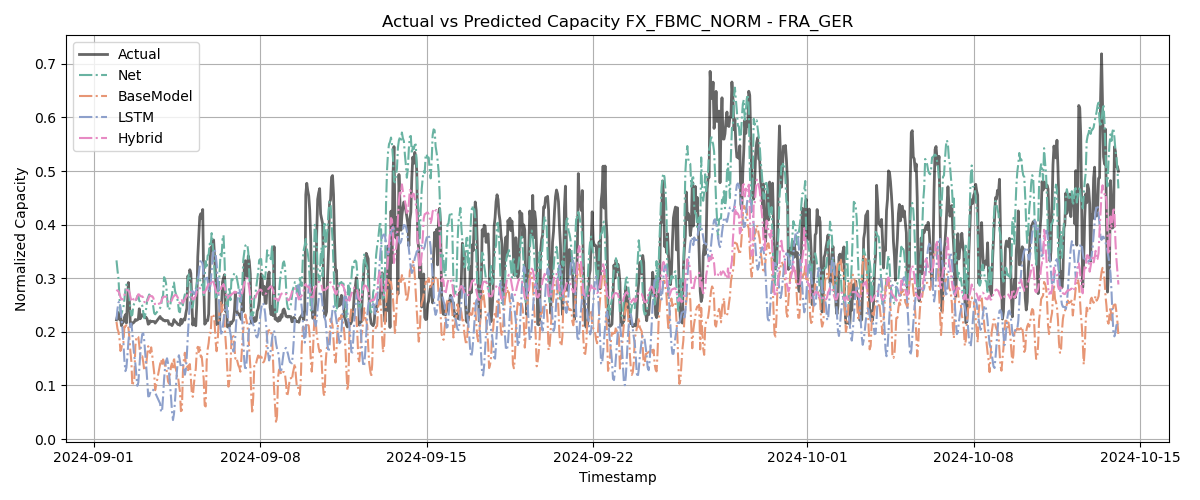 Actual vs Predicted Capacity FX_FBMC_NORM - FRA_GER
Actual
Net
BaseModel
LSTM
Hybrid
Normalized Capacity
0.7
0.6
0.5
0.4
0.3
0.2
0.1
0.0
2024-09-01
2024-09-08
2024-09-15
2024-09-22
2024-10-01
2024-10-08
2024-10-15
Timestamp